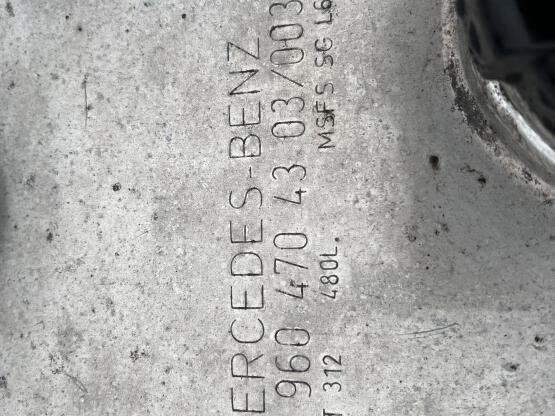 ERCEDES-BENZ
960 470 43 03/003
T 312 480L. MSFS SG L6